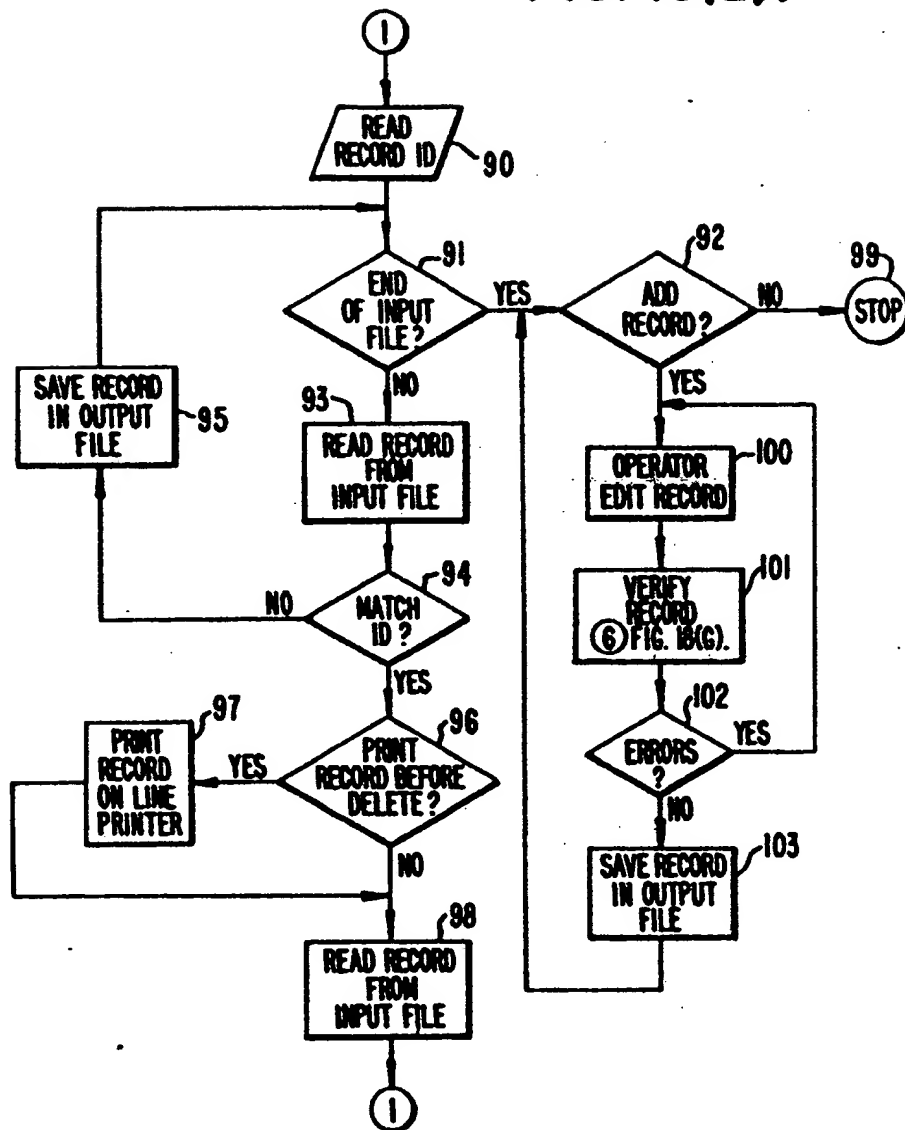 1
READ
RECORD ID
90
91
END
OF INPUT
FILE?
YES
NO
92
ADD
RECORD?
NO
YES
99
STOP
SAVE RECORD
IN OUTPUT
FILE
95
93
READ RECORD
FROM
INPUT FILE
100
OPERATOR
EDIT RECORD
94
MATCH
ID?
NO
YES
101
VERIFY
RECORD
6 FIG. 18(G).
97
PRINT
RECORD
ON LINE
PRINTER
96
PRINT
RECORD BEFORE
DELETE?
YES
NO
102
ERRORS
?
YES
NO
103
SAVE RECORD
IN OUTPUT
FILE
98
READ RECORD
FROM
INPUT FILE
1